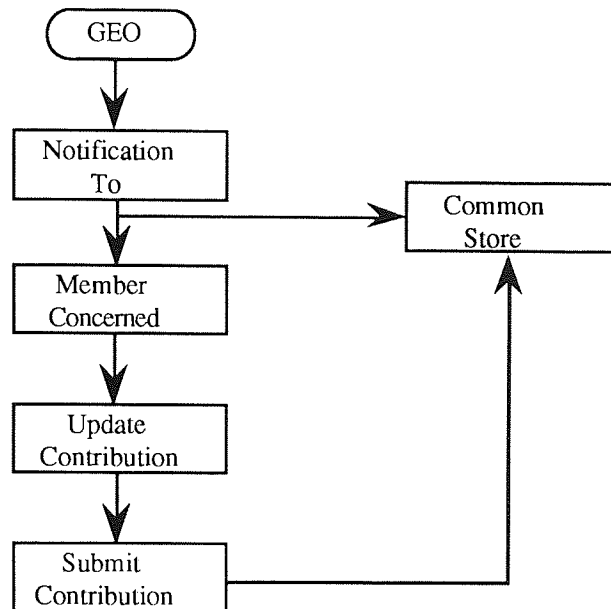 GEO
Notification
To
Common
Store
Member
Concerned
Update
Contribution
Submit
Contribution